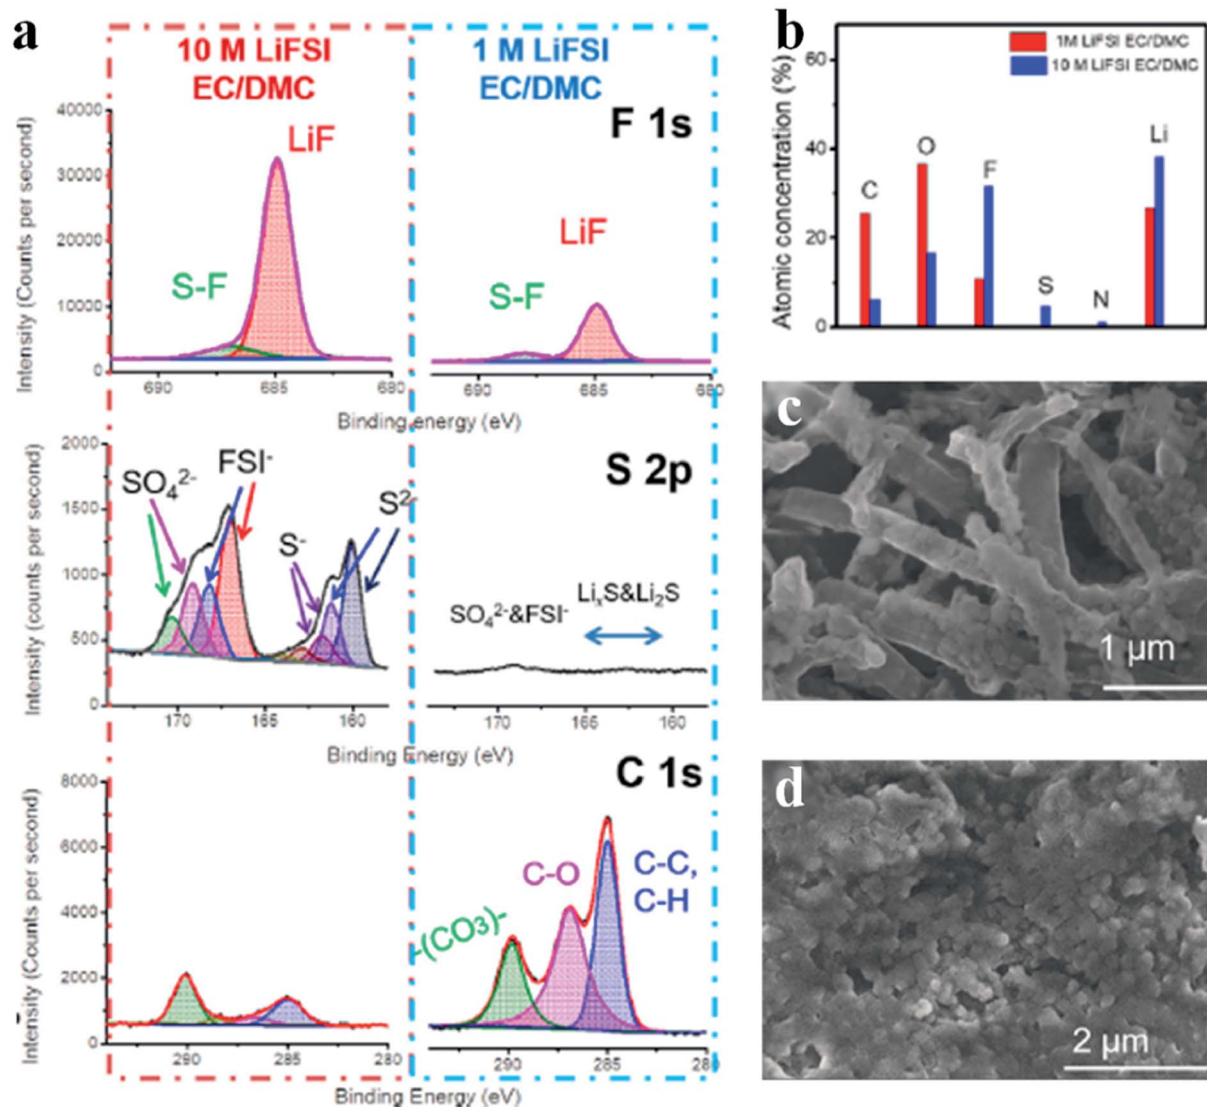 a
10 M LiFSI
EC/DMC
1 M LiFSI
EC/DMC
F 1s
Intensity (Counts per second)
40000
30000
20000
10000
0
LiF
S-F
LiF
S-F
690
685
680
690
685
680
Binding energy (eV)
S 2p
Intensity (counts per second)
2000
1500
1000
500
0
SO₄²⁻
FSI⁻
S⁻
S²⁻
SO₄²⁻&FSI⁻
LiₓS&Li₂S
170
165
160
170
165
160
Binding Energy (eV)
C 1s
Intensity (Counts per second)
8000
6000
4000
2000
0
-(CO₃)-
C-O
C-C,
C-H
290
285
280
290
285
280
Binding Energy (eV)
b
Atomic concentration (%)
60
40
20
0
1M LiFSI EC/DMC
10 M LiFSI EC/DMC
C
O
F
S
N
Li
c
1 μm
d
2 μm